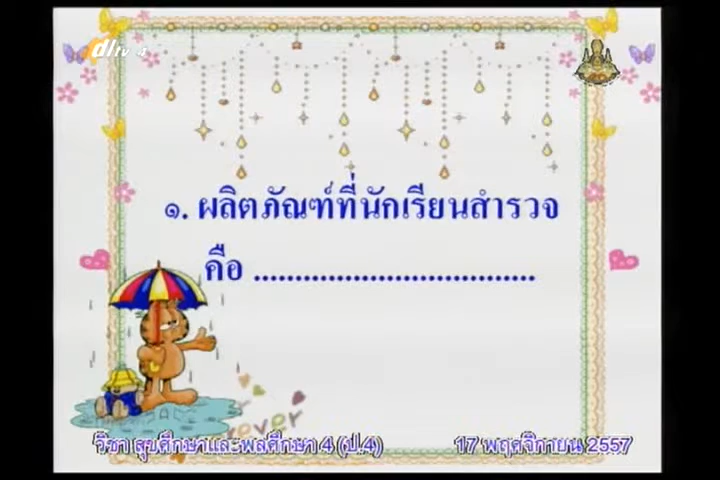 dltv 4
๑. ผลิตภัณฑ์ที่นักเรียนสำรวจ
คือ ..................................
วิชา สุขศึกษาและพลศึกษา 4 (ป.4) 17 พฤศจิกายน 2557